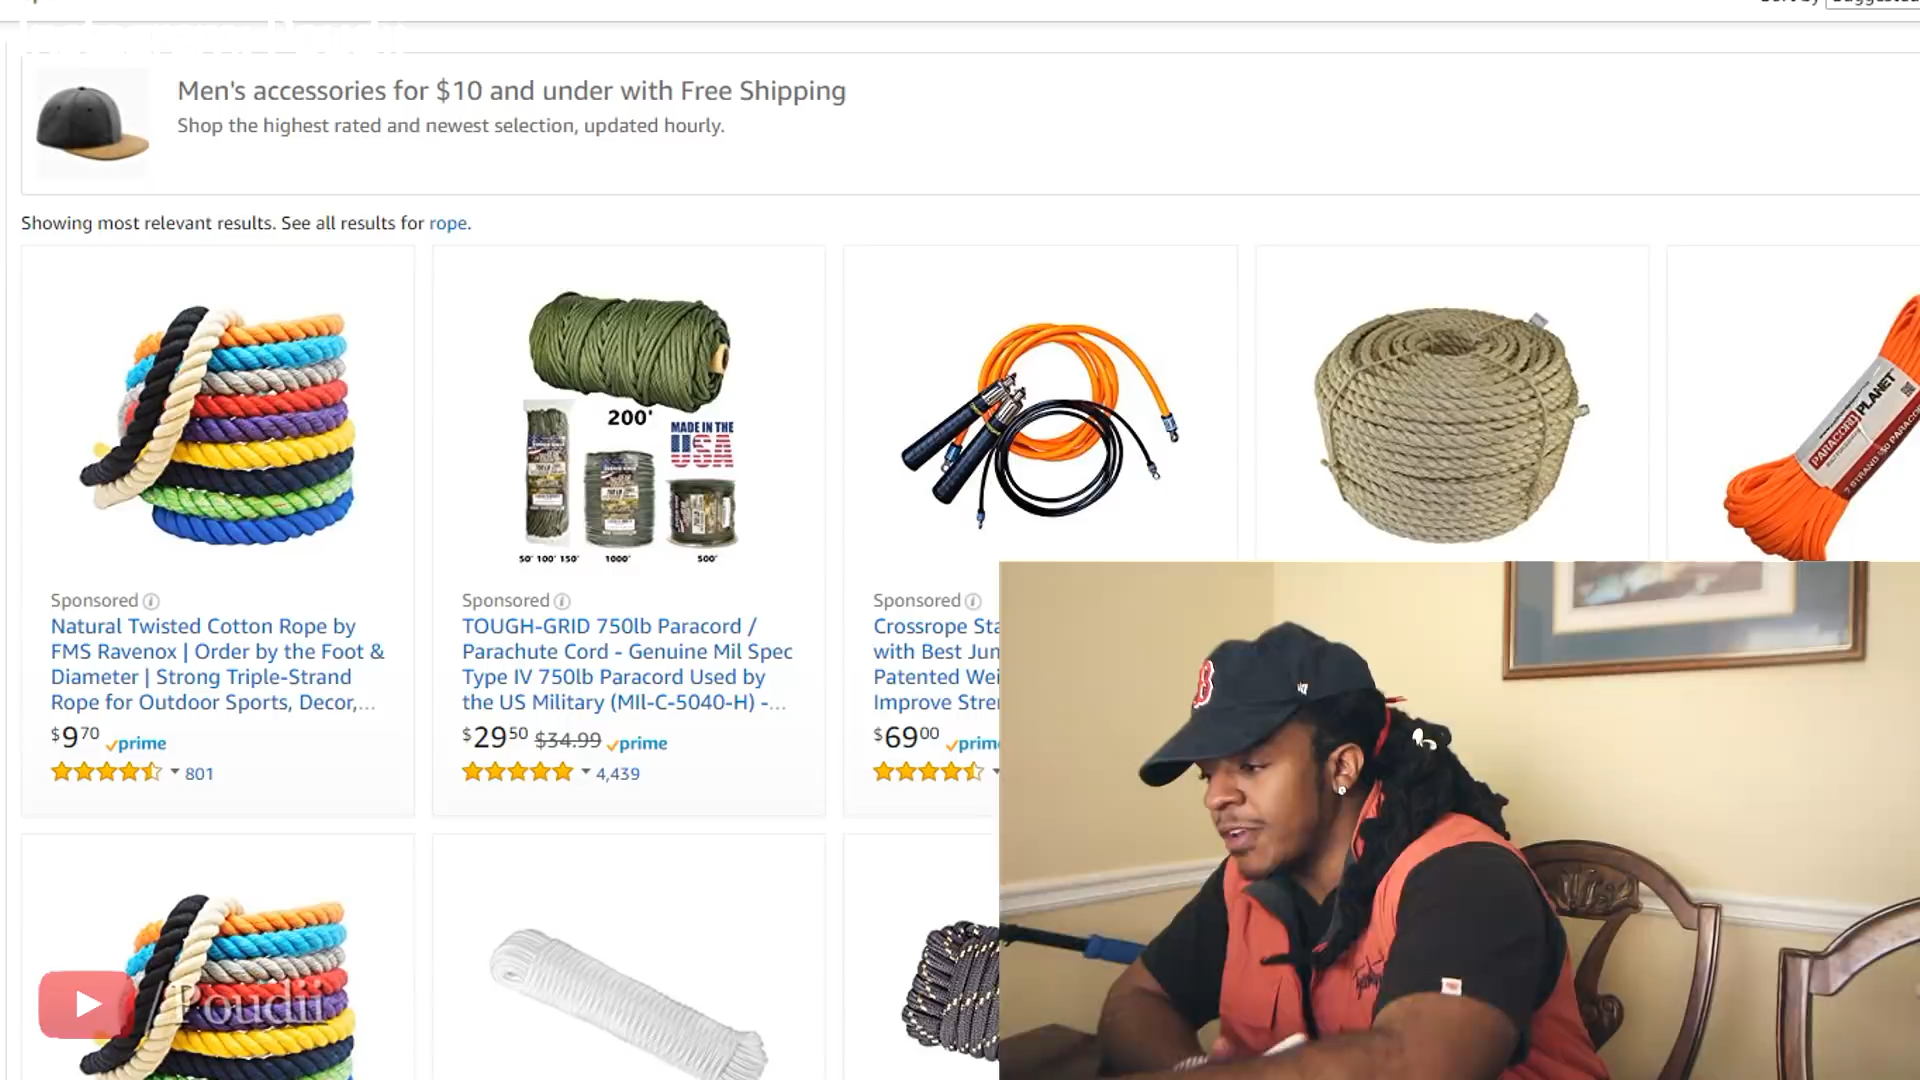 Men's accessories for $10 and under with Free Shipping
Shop the highest rated and newest selection, updated hourly.
Showing most relevant results. See all results for rope.
200'
MADE IN THE
USA
50' 100' 150'
1000'
500'
PARACORD PLANET
Sponsored
Natural Twisted Cotton Rope by
FMS Ravenox | Order by the Foot &
Diameter | Strong Triple-Strand
Rope for Outdoor Sports, Decor,...
$9.70 prime
801
Sponsored
TOUGH-GRID 750lb Paracord /
Parachute Cord - Genuine Mil Spec
Type IV 750lb Paracord Used by
the US Military (MIl-C-5040-H) -...
$29.50 $34.99 prime
4,439
Sponsored
Crossrope
with Best
Patented
Improve
$69.00
B
/Poudii